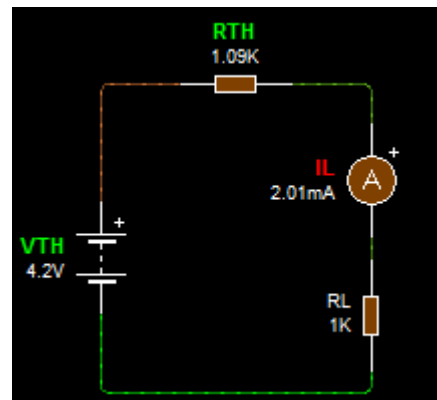 RTH
1.09K
+
IL
2.01mA
A
+
VTH
4.2V
RL
1K